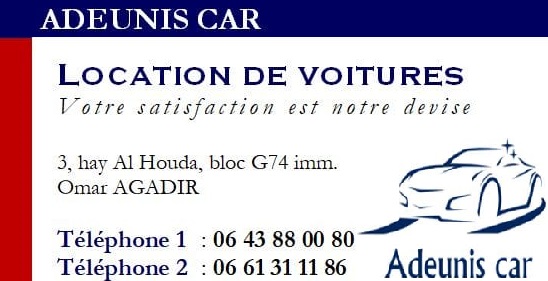 ADEUNIS CAR
LOCATION DE VOITURES
Votre satisfaction est notre devise
3, hay Al Houda, bloc G74 imm.
Omar AGADIR
Téléphone 1 : 06 43 88 00 80
Téléphone 2 : 06 61 31 11 86
Adeunis car